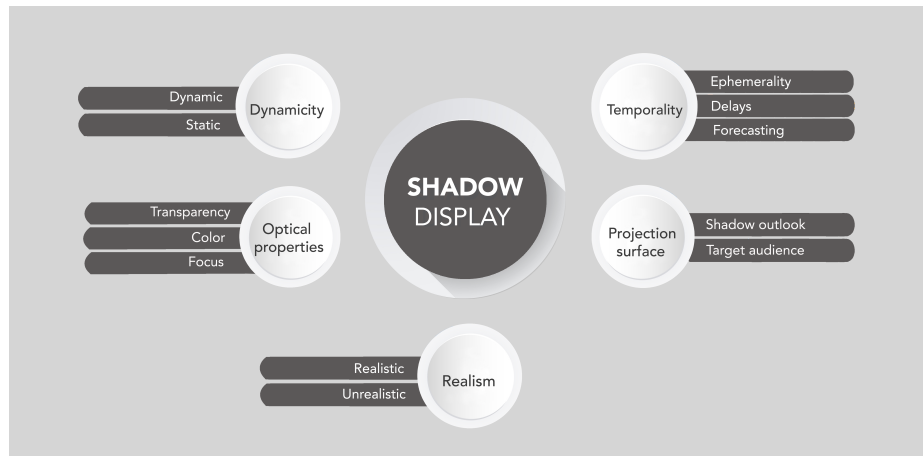 Dynamic
Static
Dynamicity
Transparency
Color
Focus
Optical
properties
SHADOW
DISPLAY
Temporality
Ephemerality
Delays
Forecasting
Projection
surface
Shadow outlook
Target audience
Realistic
Unrealistic
Realism